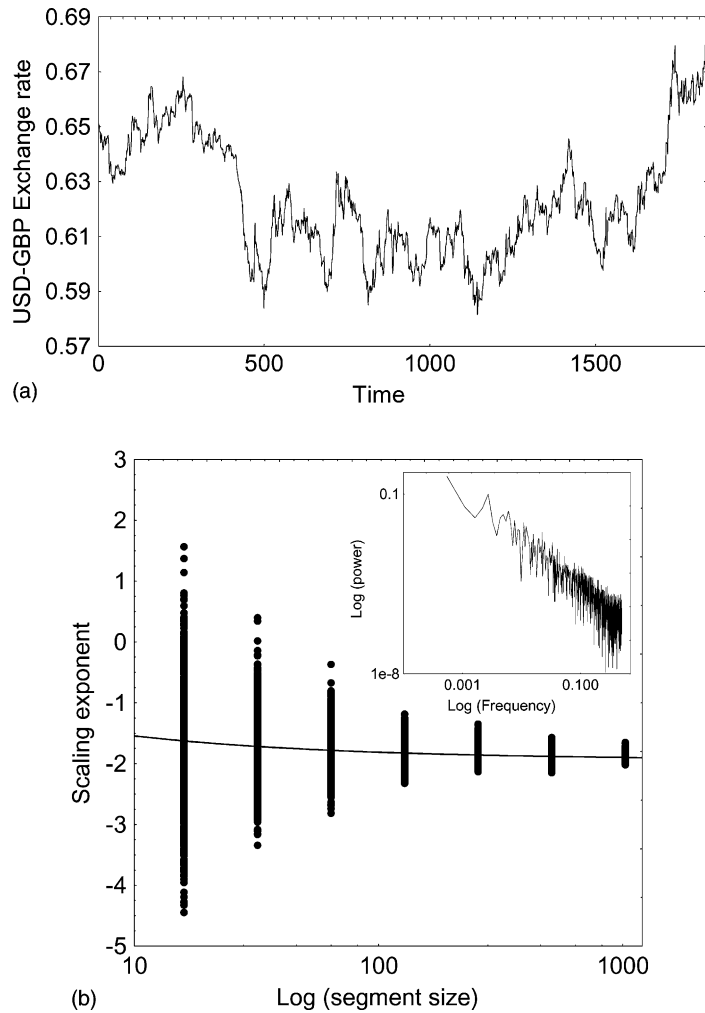 0.69
0.67
0.65
0.63
0.61
0.59
0.57
USD-GBP Exchange rate
0 500 1000 1500
Time
(a)
3
2
1
0
-1
-2
-3
-4
-5
Scaling exponent
0.1
1e-8
Log (power)
0.001 0.100
Log (Frequency)
10 100 1000
Log (segment size)
(b)